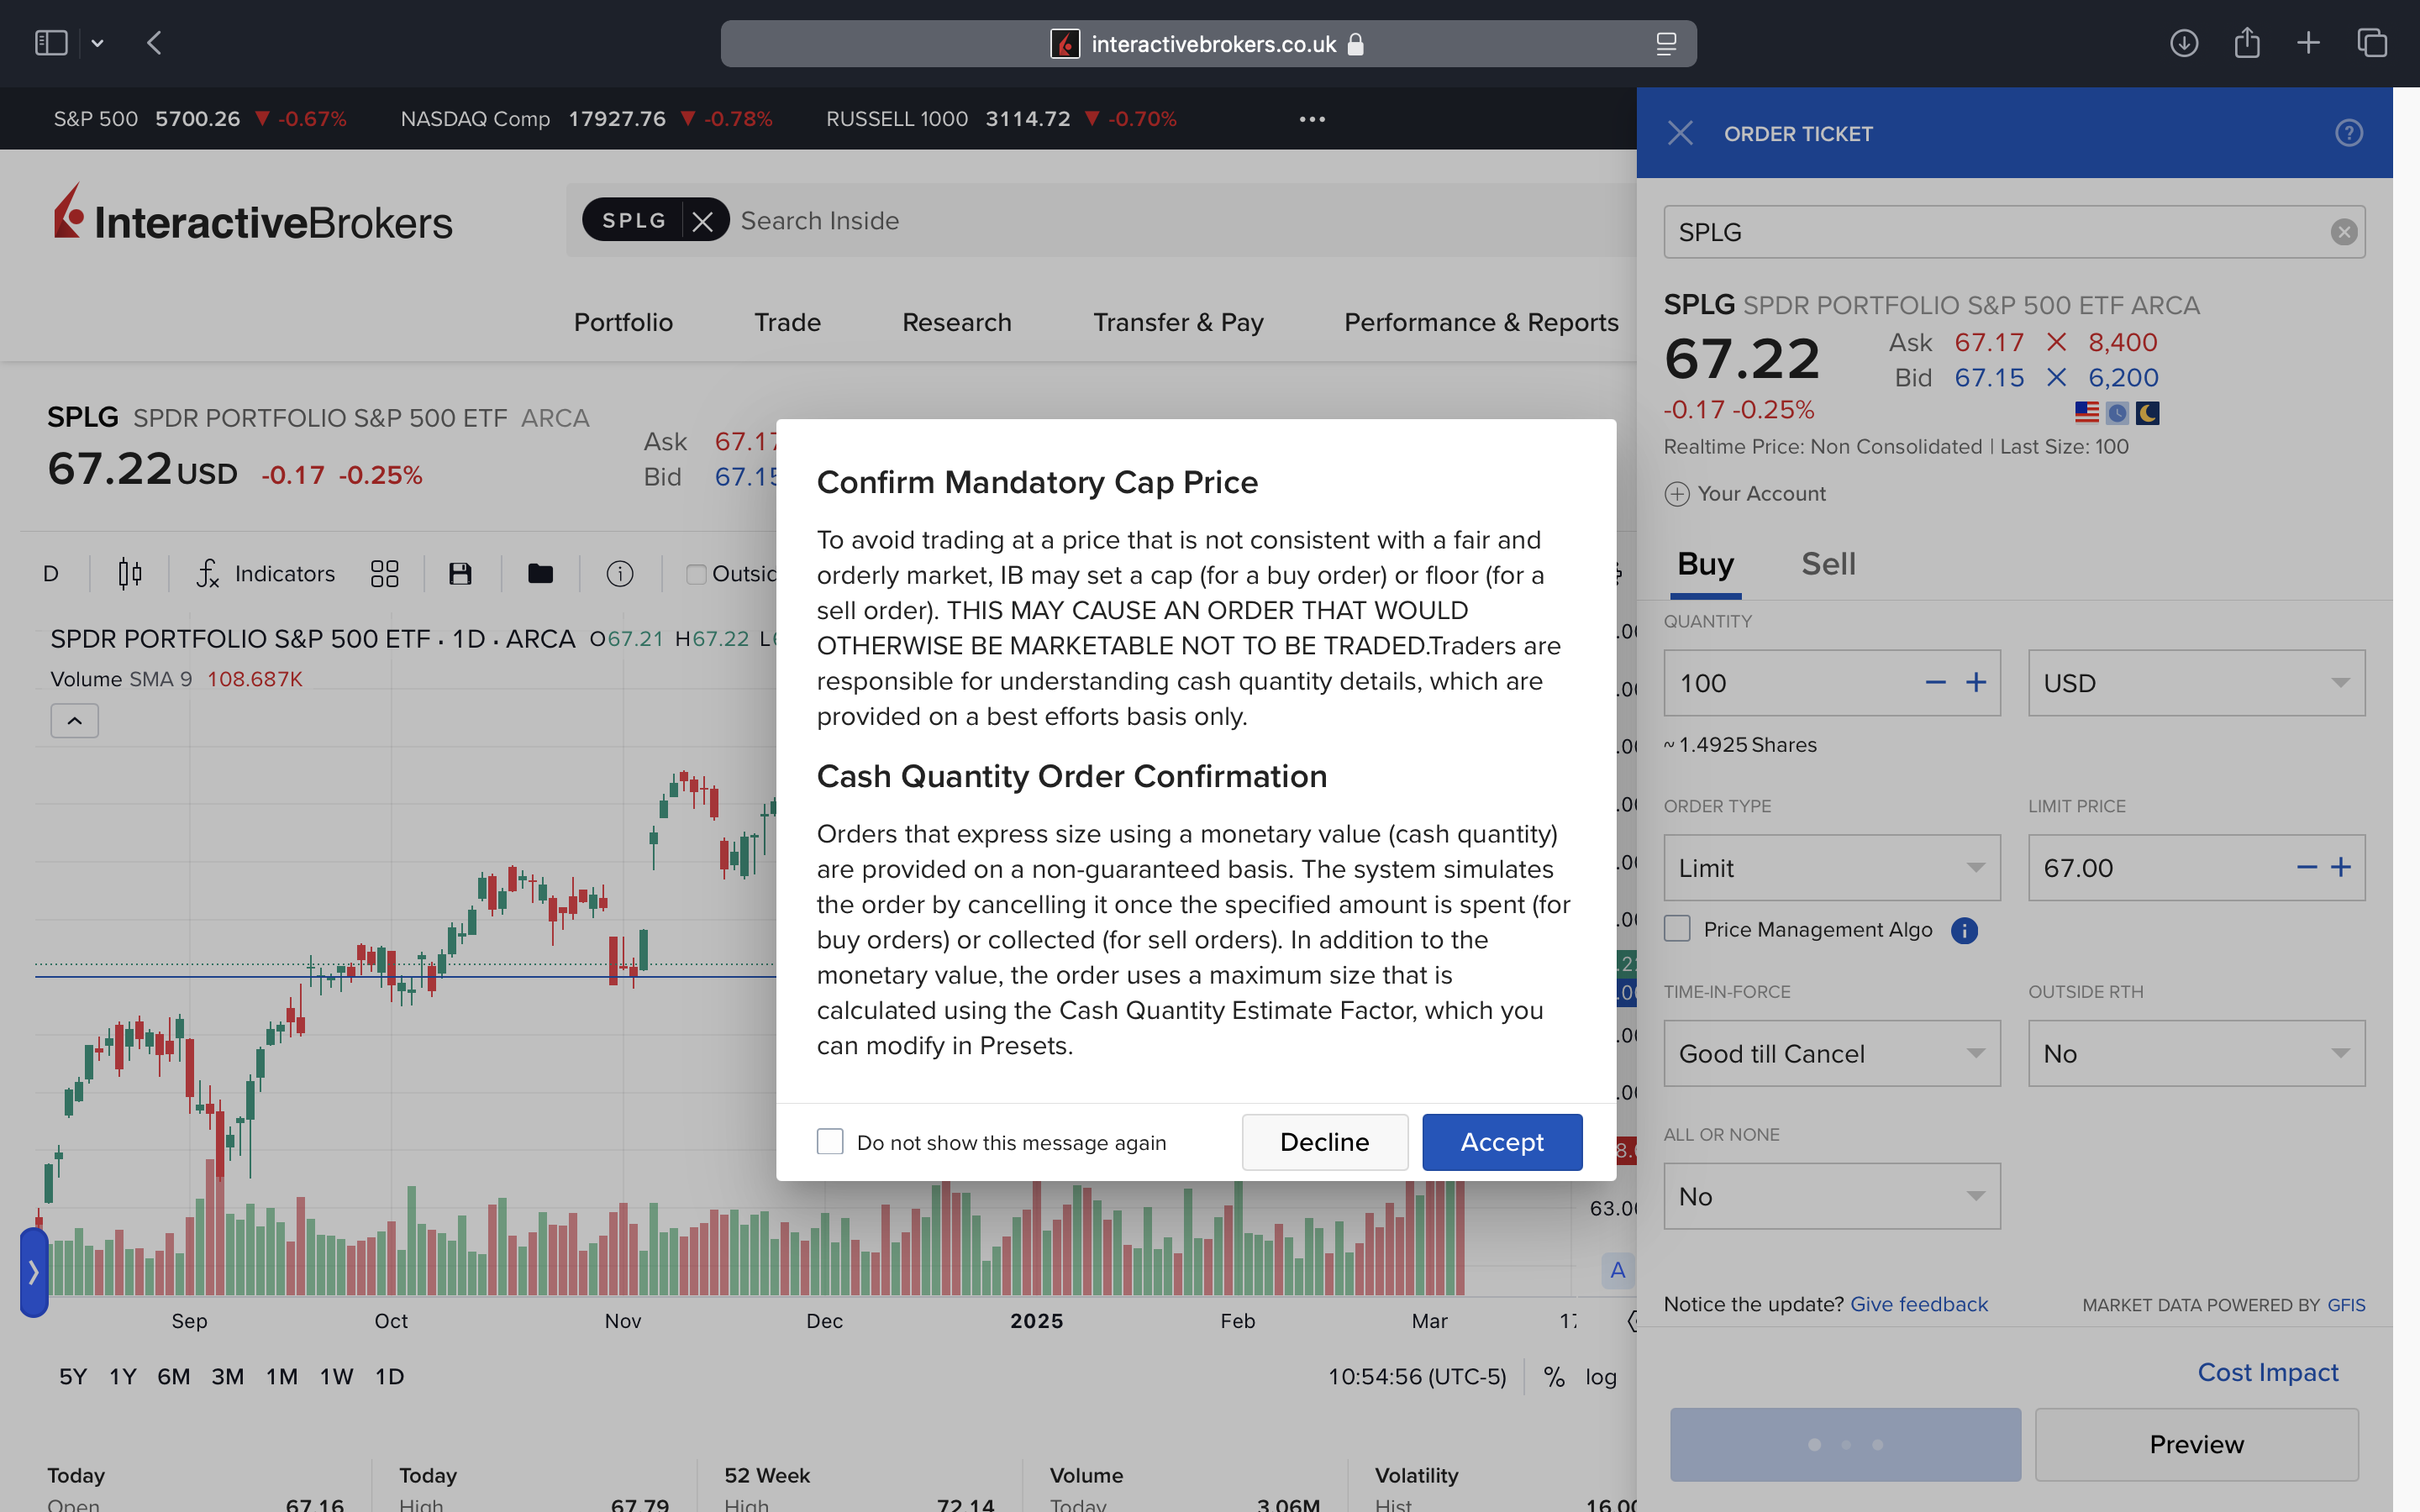 interactivebrokers.co.uk
S&P 500 5700.26 ▼ -0.67% NASDAQ Comp 17927.76 ▼ -0.78% RUSSELL 1000 3114.72 ▼ -0.70% •••
InteractiveBrokers
SPLG Search Inside
Portfolio Trade Research Transfer & Pay Performance & Reports
SPLG SPDR PORTFOLIO S&P 500 ETF ARCA
67.22 USD -0.17 -0.25%
Ask 67.17
Bid 67.15
D Indicators
SPDR PORTFOLIO S&P 500 ETF · 1D · ARCA O67.21 H67.22 L
Volume SMA 9 108.687K
Confirm Mandatory Cap Price
To avoid trading at a price that is not consistent with a fair and
orderly market, IB may set a cap (for a buy order) or floor (for a
sell order). THIS MAY CAUSE AN ORDER THAT WOULD
OTHERWISE BE MARKETABLE NOT TO BE TRADED.Traders are
responsible for understanding cash quantity details, which are
provided on a best efforts basis only.
Cash Quantity Order Confirmation
Orders that express size using a monetary value (cash quantity)
are provided on a non-guaranteed basis. The system simulates
the order by cancelling it once the specified amount is spent (for
buy orders) or collected (for sell orders). In addition to the
monetary value, the order uses a maximum size that is
calculated using the Cash Quantity Estimate Factor, which you
can modify in Presets.
Do not show this message again Decline Accept
63.00
A
Sep Oct Nov Dec 2025 Feb Mar 17
5Y 1Y 6M 3M 1M 1W 1D 10:54:56 (UTC-5) % log
Today Today 52 Week Volume Volatility
Open 67.16 High 67.79 High 72.14 Today 3.06M Hist. 16.00
ORDER TICKET
SPLG
SPLG SPDR PORTFOLIO S&P 500 ETF ARCA
67.22
Ask 67.17 × 8,400
Bid 67.15 × 6,200
-0.17 -0.25%
Realtime Price: Non Consolidated | Last Size: 100
Your Account
Buy Sell
QUANTITY
100 − + USD
~ 1.4925 Shares
ORDER TYPE LIMIT PRICE
Limit 67.00 − +
Price Management Algo
TIME-IN-FORCE OUTSIDE RTH
Good till Cancel No
ALL OR NONE
No
Notice the update? Give feedback MARKET DATA POWERED BY GFIS
Cost Impact
Preview